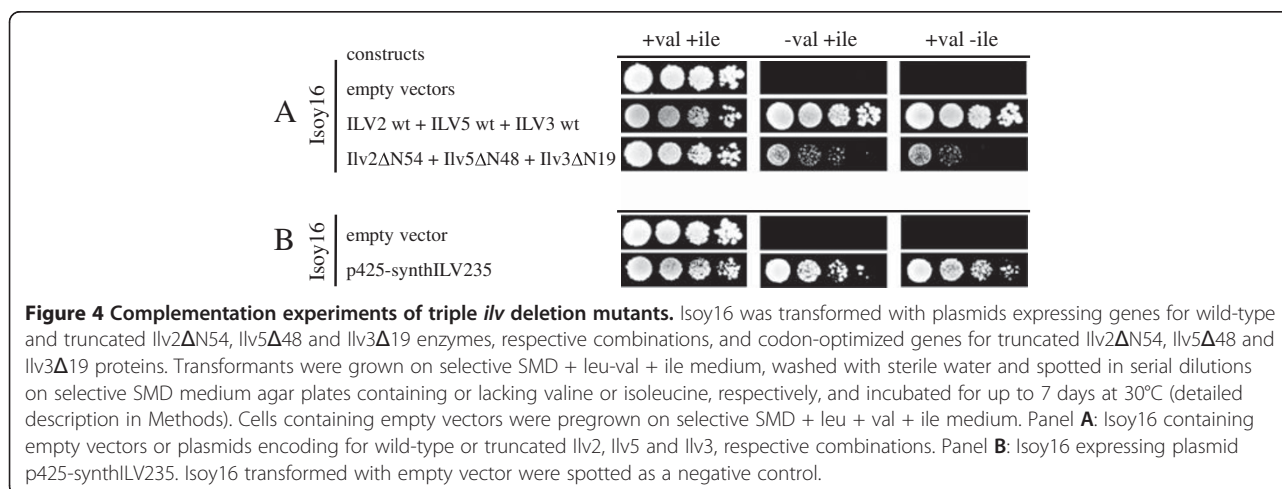 +val +ile -val +ile +val -ile
constructs
A
Isoy16
empty vectors
ILV2 wt + ILV5 wt + ILV3 wt
Ilv2ΔN54 + Ilv5ΔN48 + Ilv3ΔN19
B
Isoy16
empty vector
p425-synthILV235
Figure 4 Complementation experiments of triple ilv deletion mutants. Isoy16 was transformed with plasmids expressing genes for wild-type
and truncated Ilv2ΔN54, Ilv5Δ48 and Ilv3Δ19 enzymes, respective combinations, and codon-optimized genes for truncated Ilv2ΔN54, Ilv5Δ48 and
Ilv3Δ19 proteins. Transformants were grown on selective SMD + leu-val + ile medium, washed with sterile water and spotted in serial dilutions
on selective SMD medium agar plates containing or lacking valine or isoleucine, respectively, and incubated for up to 7 days at 30°C (detailed
description in Methods). Cells containing empty vectors were pregrown on selective SMD + leu + val + ile medium. Panel A: Isoy16 containing
empty vectors or plasmids encoding for wild-type or truncated Ilv2, Ilv5 and Ilv3, respective combinations. Panel B: Isoy16 expressing plasmid
p425-synthILV235. Isoy16 transformed with empty vector were spotted as a negative control.